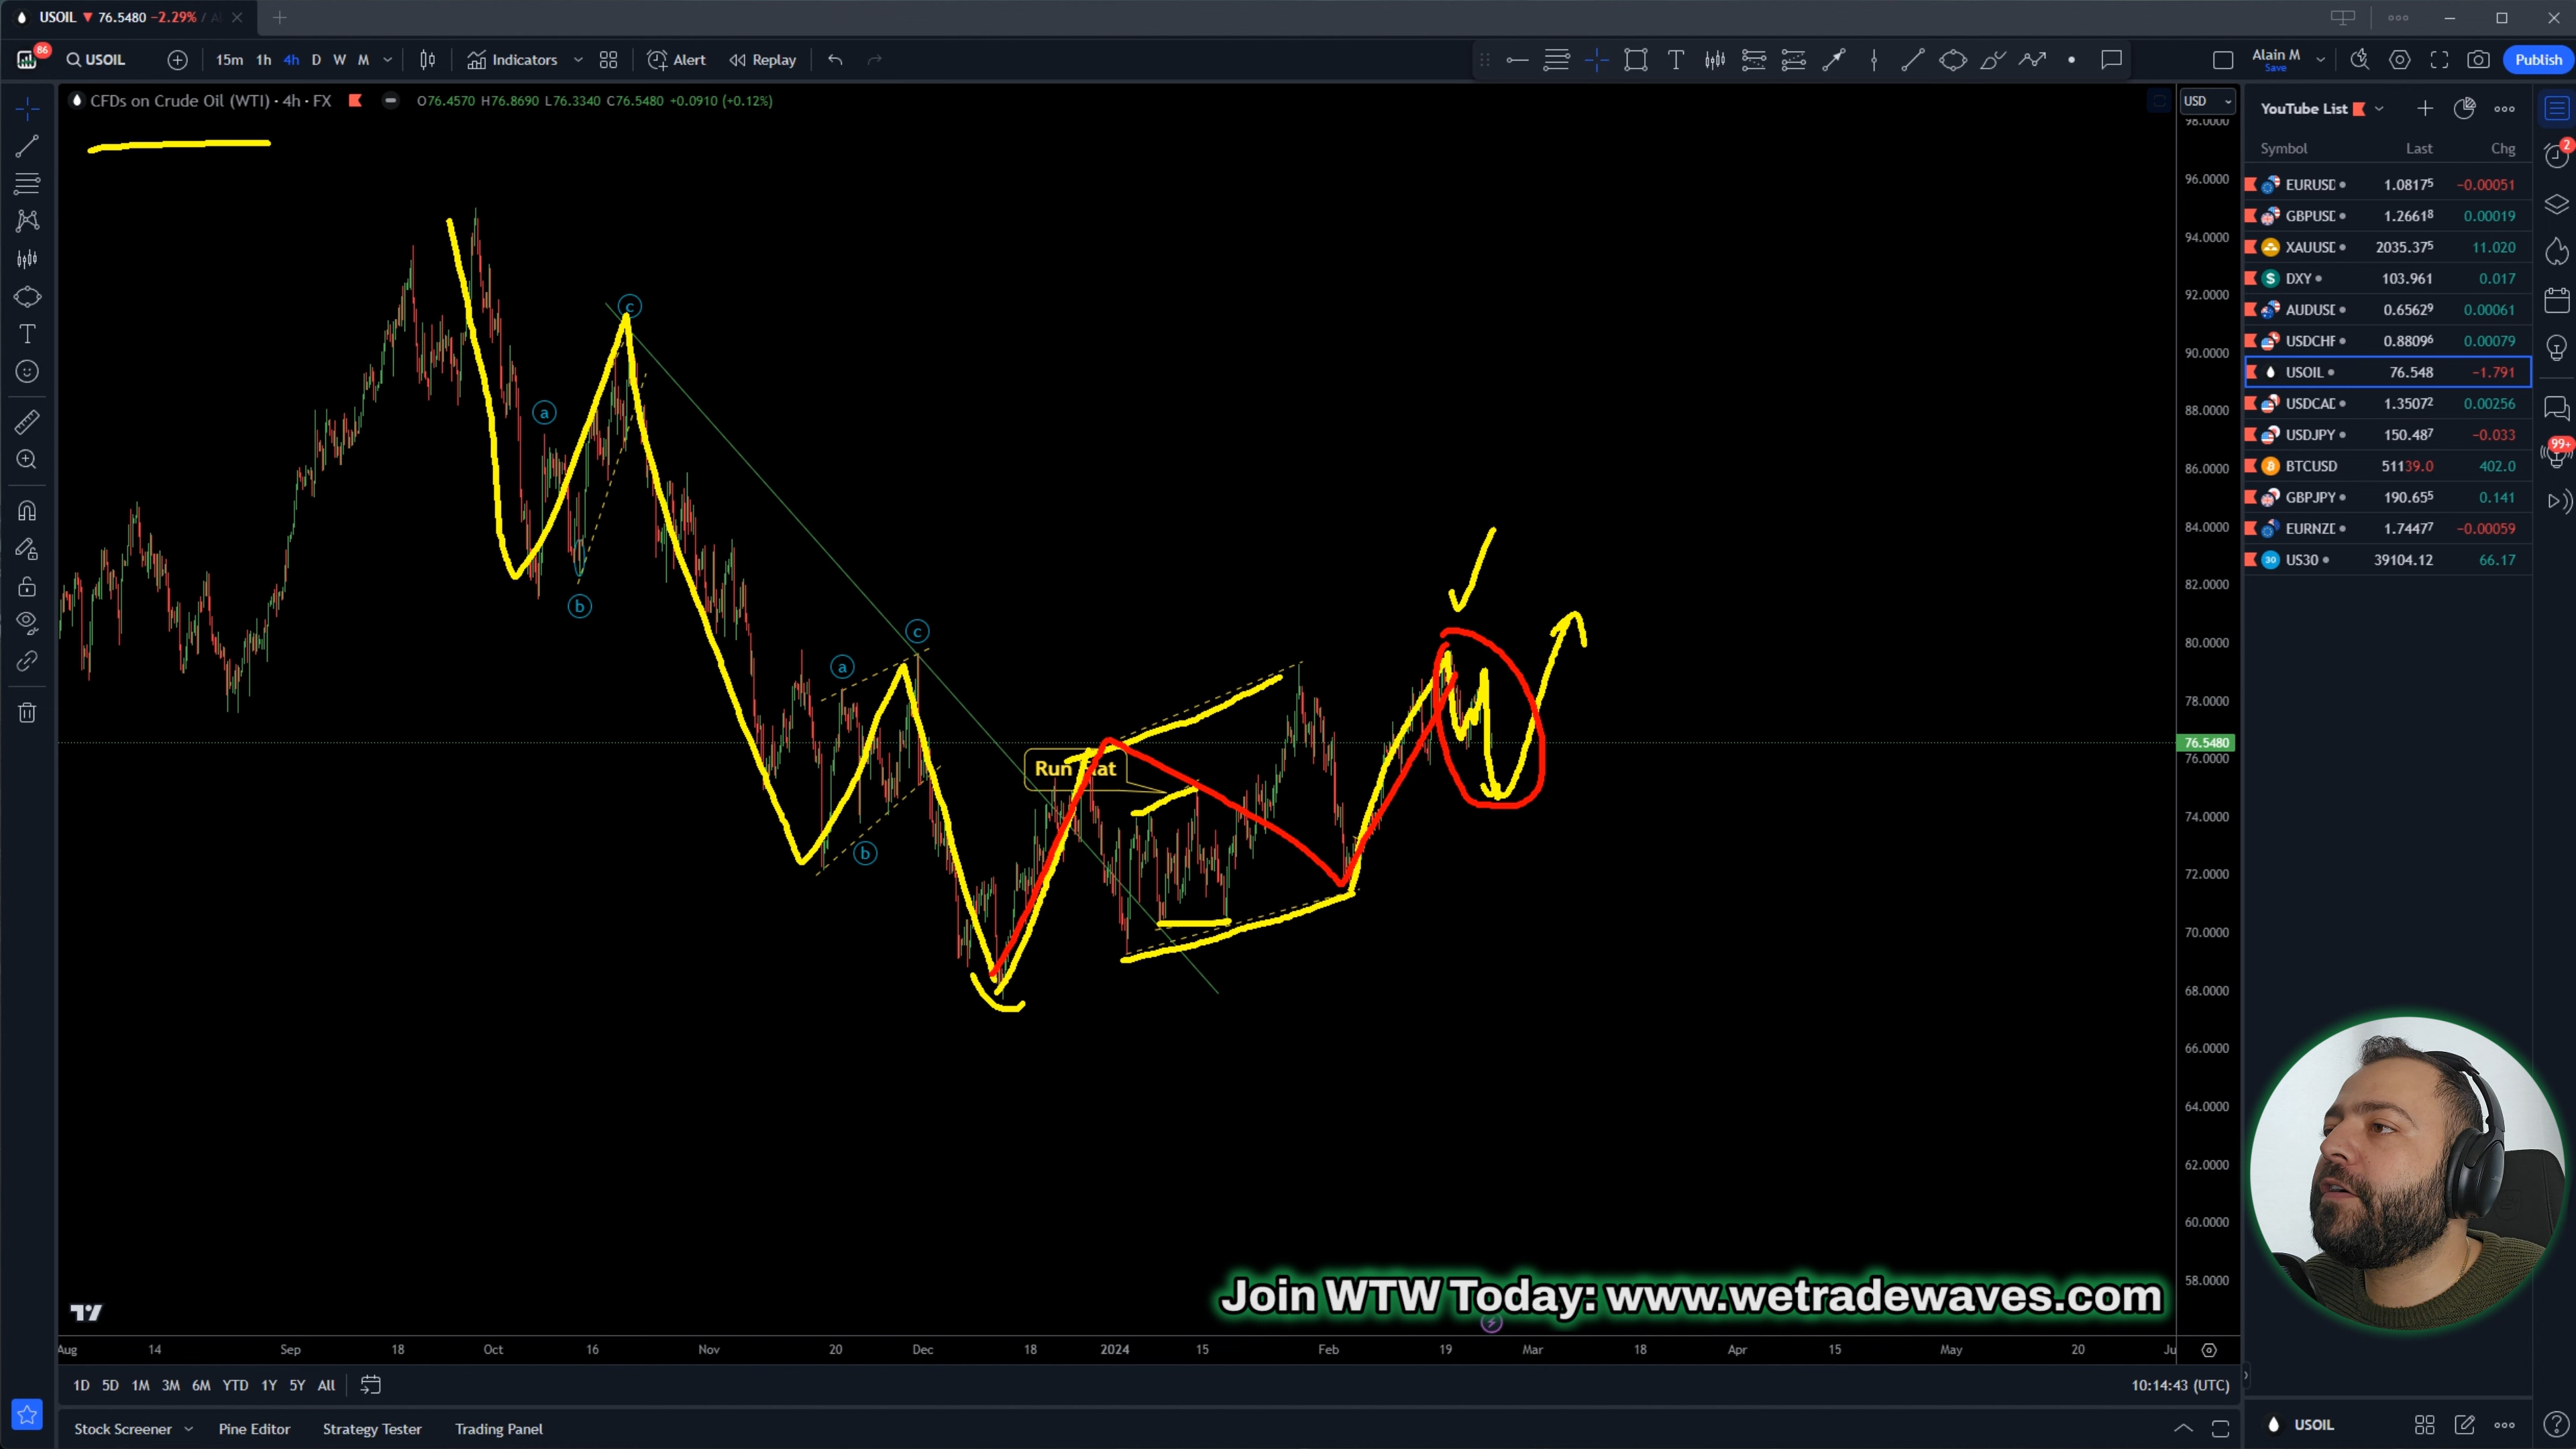 USOIL ▼ 76.5480 −2.29% /
86
USOIL
15m 1h 4h D W M
Indicators
Alert
Replay
Alain M
Save
Publish
CFDs on Crude Oil (WTI) · 4h · FX
O76.4570 H76.8690 L76.3340 C76.5480 +0.0910 (+0.12%)
USD
98.0000
96.0000
94.0000
92.0000
90.0000
88.0000
86.0000
84.0000
82.0000
80.0000
78.0000
76.5480
76.0000
74.0000
72.0000
70.0000
68.0000
66.0000
64.0000
62.0000
60.0000
58.0000
c
a
b
c
a
b
Run
YouTube List
Symbol Last Chg
EURUSD 1.08175 −0.00051
GBPUSD 1.26618 0.00019
XAUUSD 2035.375 11.020
DXY 103.961 0.017
AUDUSD 0.65629 0.00061
USDCHF 0.88096 0.00079
USOIL 76.548 −1.791
USDCAD 1.35072 0.00256
USDJPY 150.487 −0.033
BTCUSD 51139.0 402.0
GBPJPY 190.655 0.141
EURNZD 1.74477 −0.00059
US30 39104.12 66.17
2
99+
Join WTW Today: www.wetradewaves.com
Aug 14 Sep 18 Oct 16 Nov 20 Dec 18 2024 15 Feb 19 Mar 18 Apr 15 May 20 Ju
1D 5D 1M 3M 6M YTD 1Y 5Y All
10:14:43 (UTC)
Stock Screener Pine Editor Strategy Tester Trading Panel
USOIL